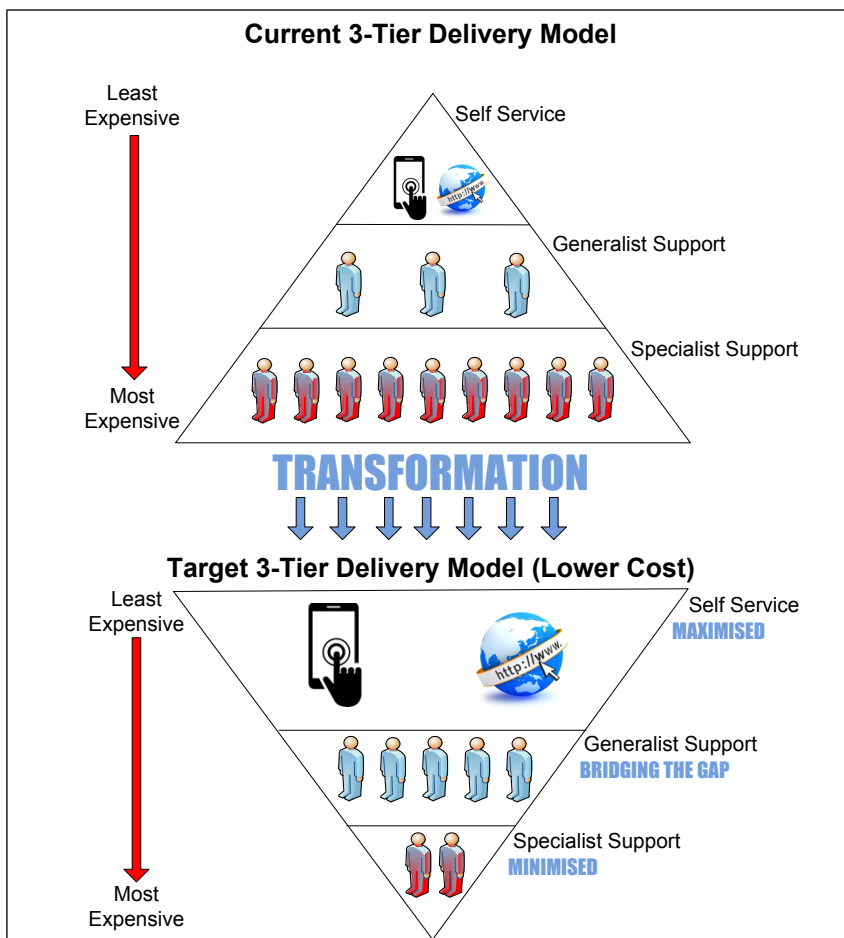 Current 3-Tier Delivery Model
Least
Expensive
Self Service
http://www.
Generalist Support
Specialist Support
Most
Expensive
TRANSFORMATION
Target 3-Tier Delivery Model (Lower Cost)
Least
Expensive
Self Service
MAXIMISED
http://www.
Generalist Support
BRIDGING THE GAP
Specialist Support
MINIMISED
Most
Expensive